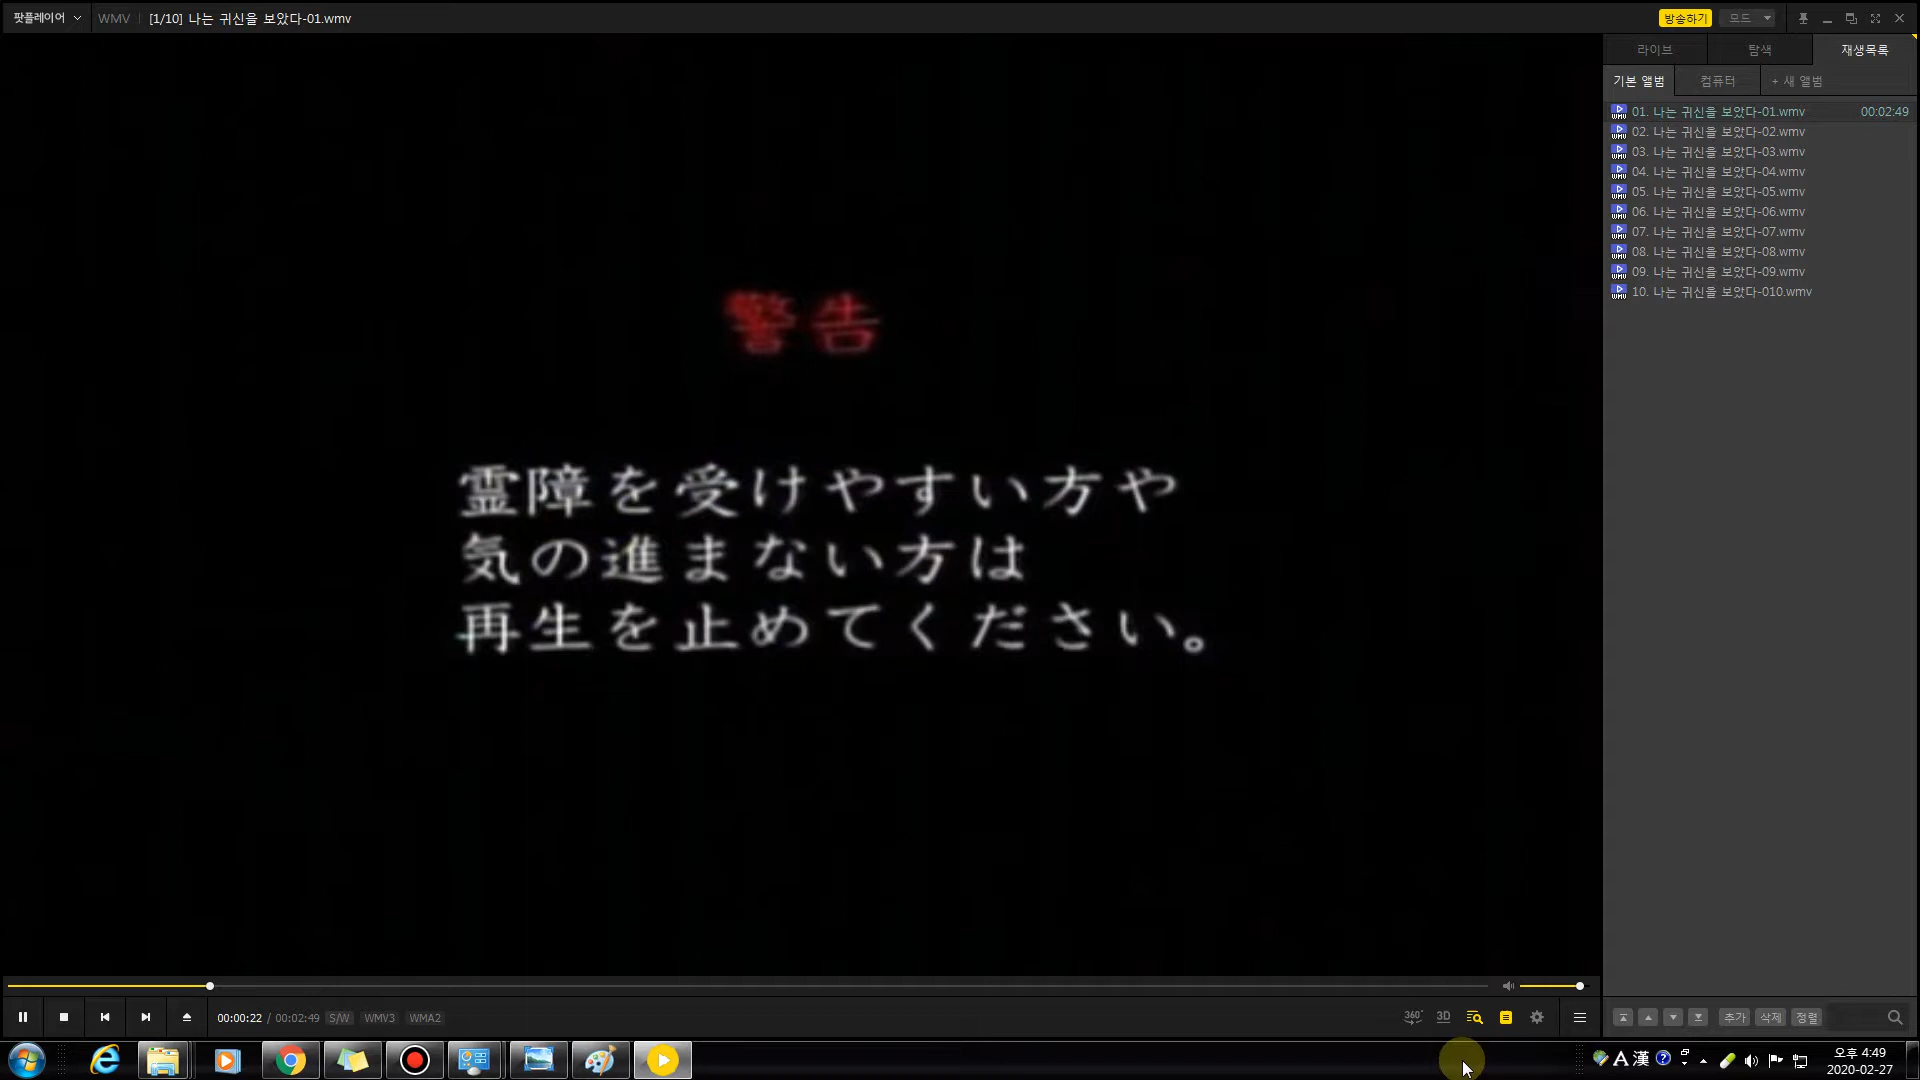 팟플레이어
WMV
[1/10] 나는 귀신을 보았다-01.wmv
방송하기
모드
라이브
탐색
재생목록
기본 앨범
컴퓨터
+ 새 앨범
01. 나는 귀신을 보았다-01.wmv 00:02:49
02. 나는 귀신을 보았다-02.wmv
03. 나는 귀신을 보았다-03.wmv
04. 나는 귀신을 보았다-04.wmv
05. 나는 귀신을 보았다-05.wmv
06. 나는 귀신을 보았다-06.wmv
07. 나는 귀신을 보았다-07.wmv
08. 나는 귀신을 보았다-08.wmv
09. 나는 귀신을 보았다-09.wmv
10. 나는 귀신을 보았다-010.wmv
警告
霊障を受けやすい方や
気の進まない方は
再生を止めてください。
00:00:22 / 00:02:49 S/W WMV3 WMA2
360°
3D
추가
삭제
정렬
A 漢
오후 4:49
2020-02-27